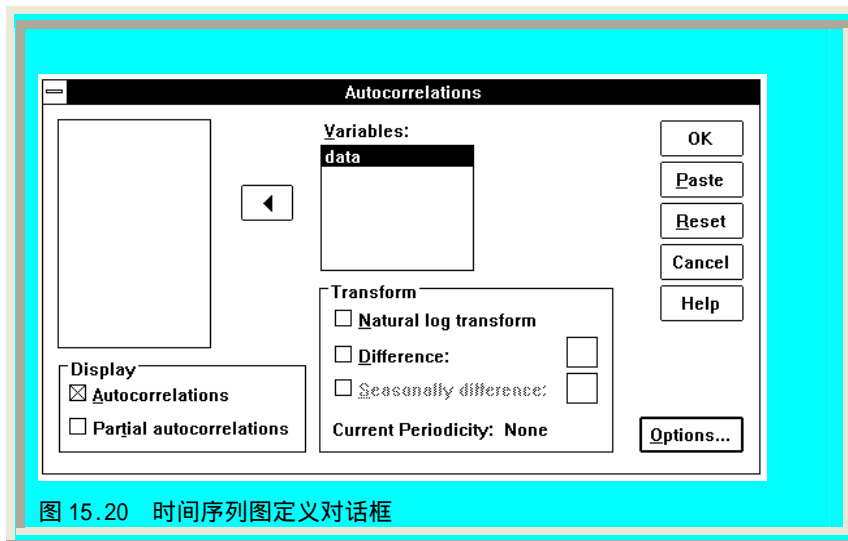 Autocorrelations
Variables:
data
OK
Paste
Reset
Cancel
Help
Transform
Natural log transform
Difference:
Seasonally difference:
Current Periodicity: None
Display
Autocorrelations
Partial autocorrelations
Options...
图 15.20 时间序列图定义对话框